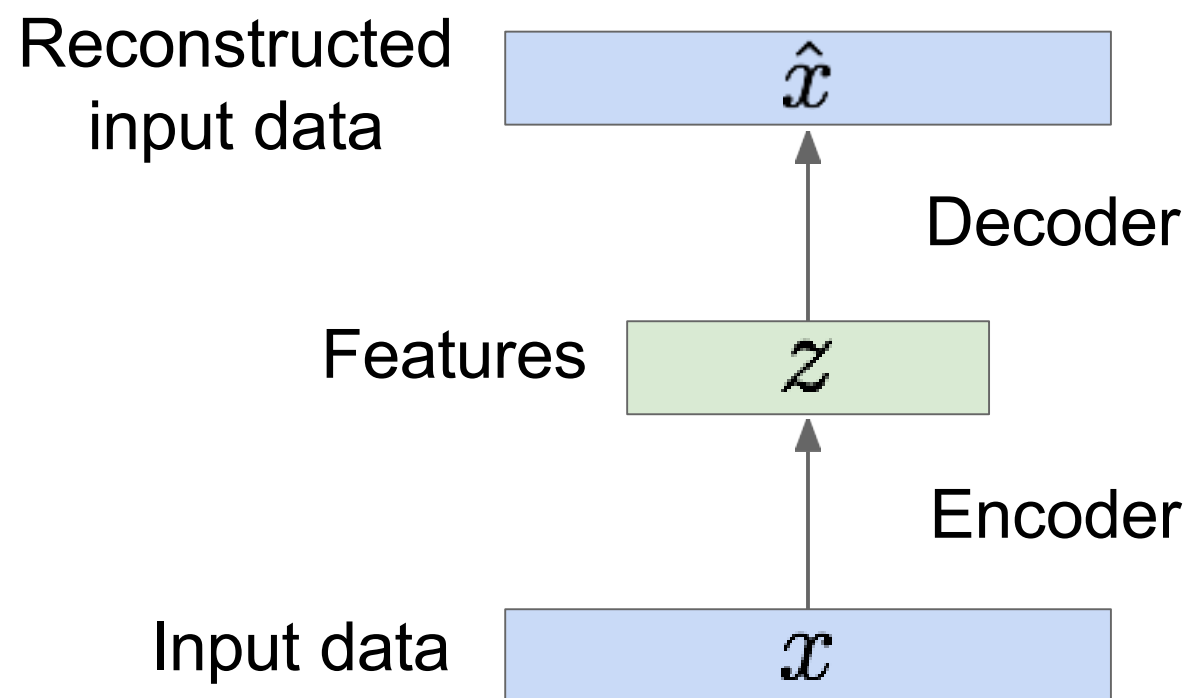 Reconstructed
input data
x̂
Decoder
Features
z
Encoder
Input data
x